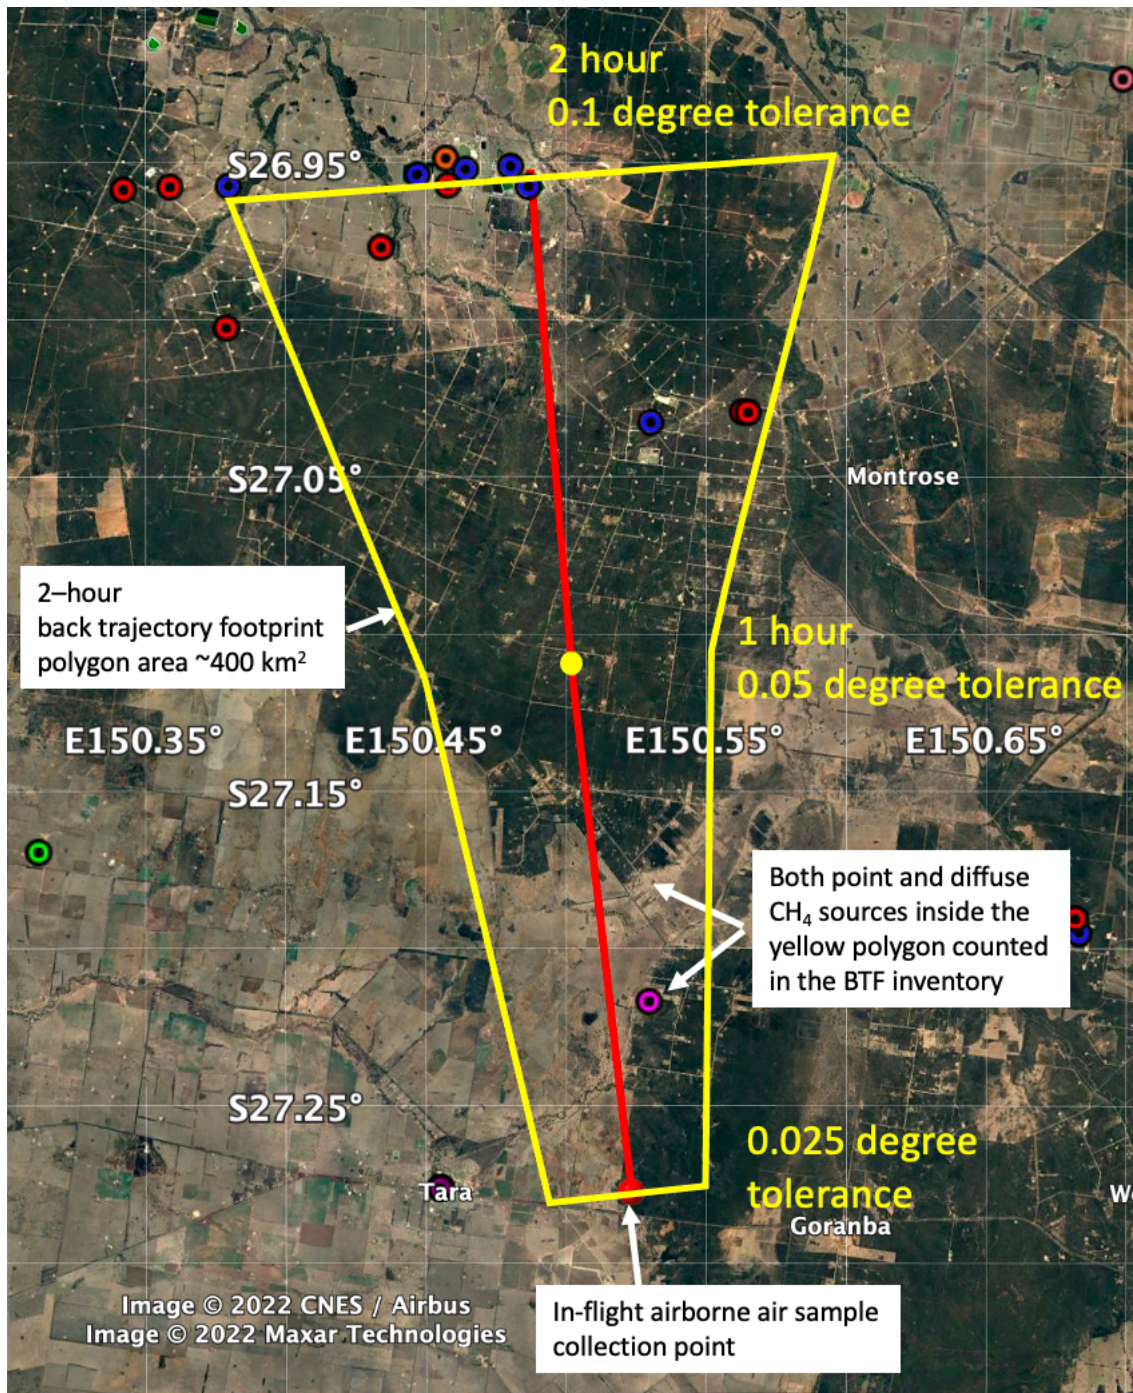 2 hour
0.1 degree tolerance
S26.95°
S27.05°
Montrose
2–hour
back trajectory footprint
polygon area ~400 km²
1 hour
0.05 degree tolerance
E150.35°
E150.45°
E150.55°
E150.65°
S27.15°
Both point and diffuse
CH₄ sources inside the
yellow polygon counted
in the BTF inventory
S27.25°
0.025 degree
tolerance
Tara
Goranba
Image © 2022 CNES / Airbus
Image © 2022 Maxar Technologies
In-flight airborne air sample
collection point